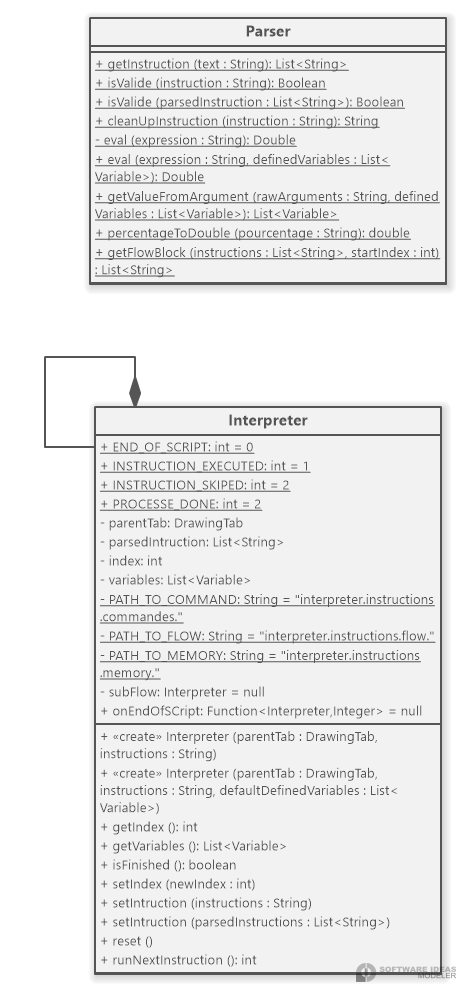 Parser
+ getInstruction (text : String): List<String>
+ isValide (instruction : String): Boolean
+ isValide (parsedInstruction : List<String>): Boolean
+ cleanUpInstruction (instruction : String): String
- eval (expression : String): Double
+ eval (expression : String, definedVariables : List<
Variable>): Double
+ getValueFromArgument (rawArguments : String, defined
Variables : List<Variable>): List<Variable>
+ percentageToDouble (pourcentage : String): double
+ getFlowBlock (instructions : List<String>, startIndex : int)
: List<String>
Interpreter
+ END_OF_SCRIPT: int = 0
+ INSTRUCTION_EXECUTED: int = 1
+ INSTRUCTION_SKIPED: int = 2
+ PROCESSE_DONE: int = 2
- parentTab: DrawingTab
- parsedIntruction: List<String>
- index: int
- variables: List<Variable>
- PATH_TO_COMMAND: String = "interpreter.instructions
.commandes."
- PATH_TO_FLOW: String = "interpreter.instructions.flow."
- PATH_TO_MEMORY: String = "interpreter.instructions
.memory."
- subFlow: Interpreter = null
+ onEndOfSCript: Function<Interpreter,Integer> = null
+ «create» Interpreter (parentTab : DrawingTab,
instructions : String)
+ «create» Interpreter (parentTab : DrawingTab,
instructions : String, defaultDefinedVariables : List<
Variable>)
+ getIndex (): int
+ getVariables (): List<Variable>
+ isFinished (): boolean
+ setIndex (newIndex : int)
+ setIntruction (instructions : String)
+ setIntruction (parsedInstructions : List<String>)
+ reset ()
+ runNextInstruction (): int
SOFTWARE IDEAS
MODELER